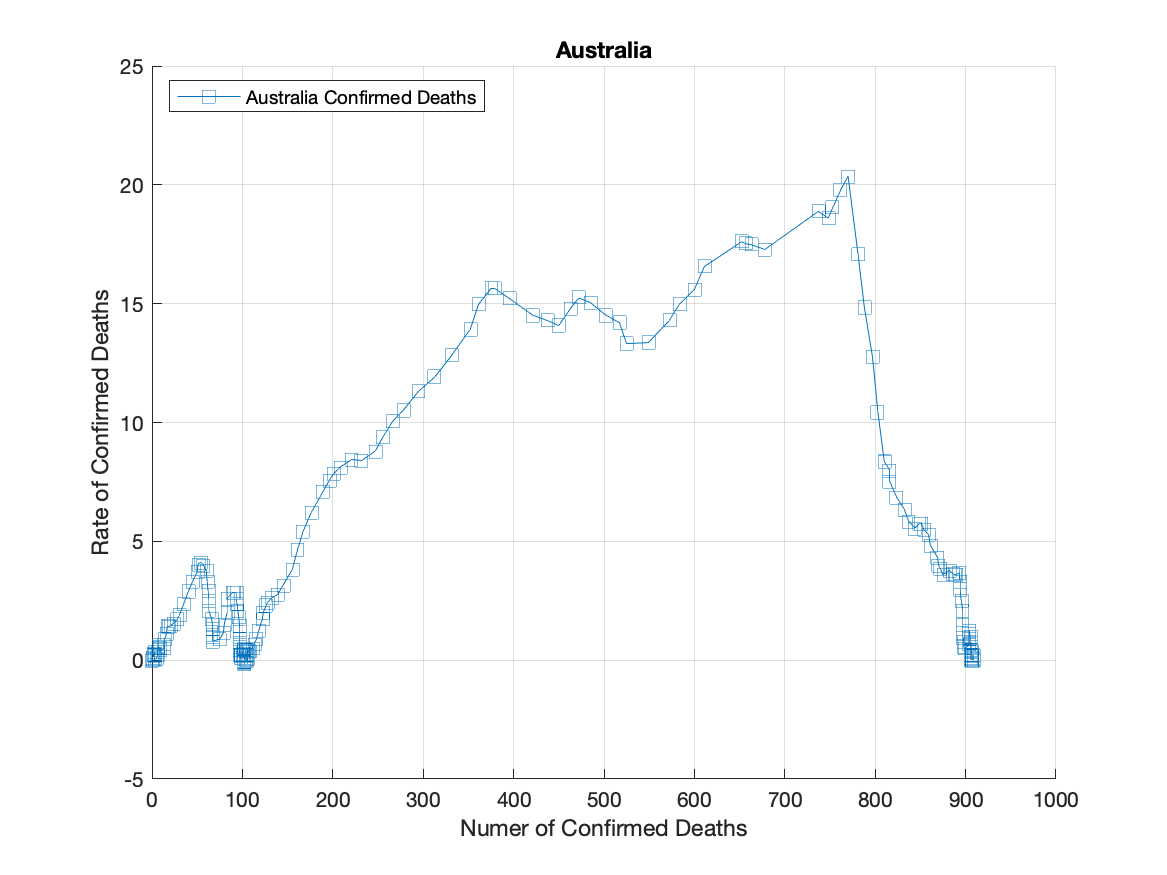 Australia
25
Australia Confirmed Deaths
20
15
10
5
0
-5
Rate of Confirmed Deaths
0 100 200 300 400 500 600 700 800 900 1000
Numer of Confirmed Deaths